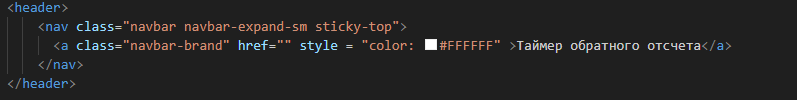 <header>
<nav class="navbar navbar-expand-sm sticky-top">
<a class="navbar-brand" href="" style = "color: #FFFFFF" >Таймер обратного отсчета</a>
</nav>
</header>